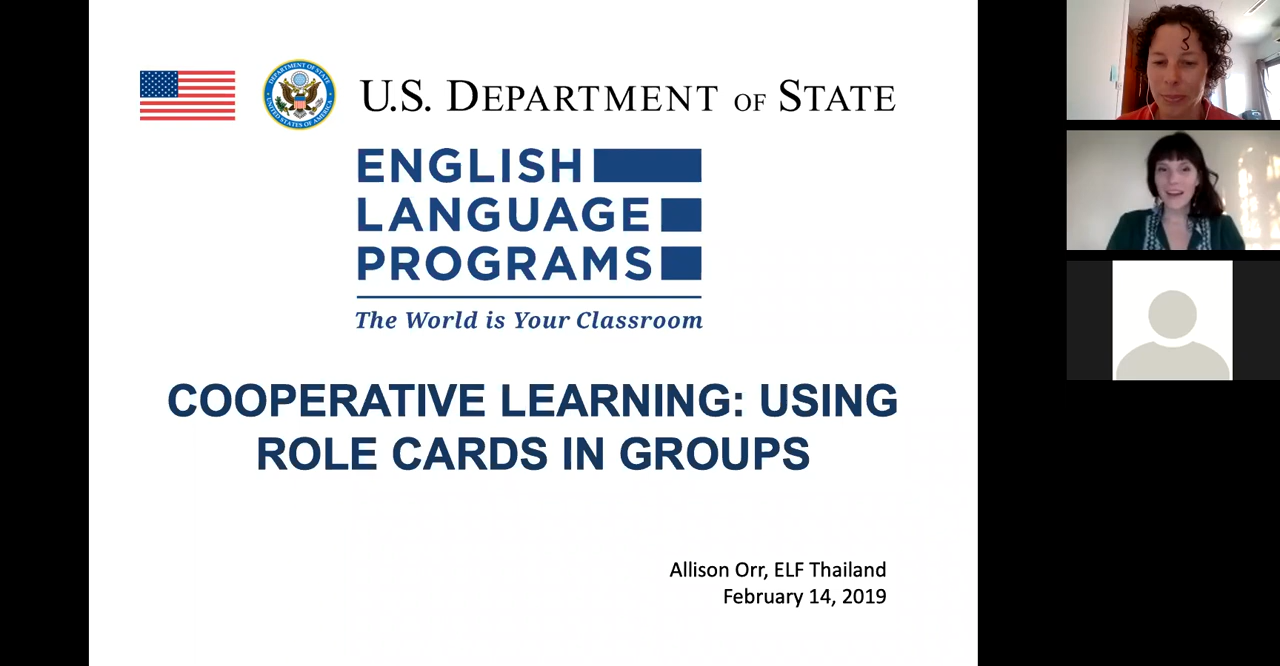 U.S. DEPARTMENT OF STATE
ENGLISH
LANGUAGE
PROGRAMS
The World is Your Classroom
COOPERATIVE LEARNING: USING
ROLE CARDS IN GROUPS
Allison Orr, ELF Thailand
February 14, 2019